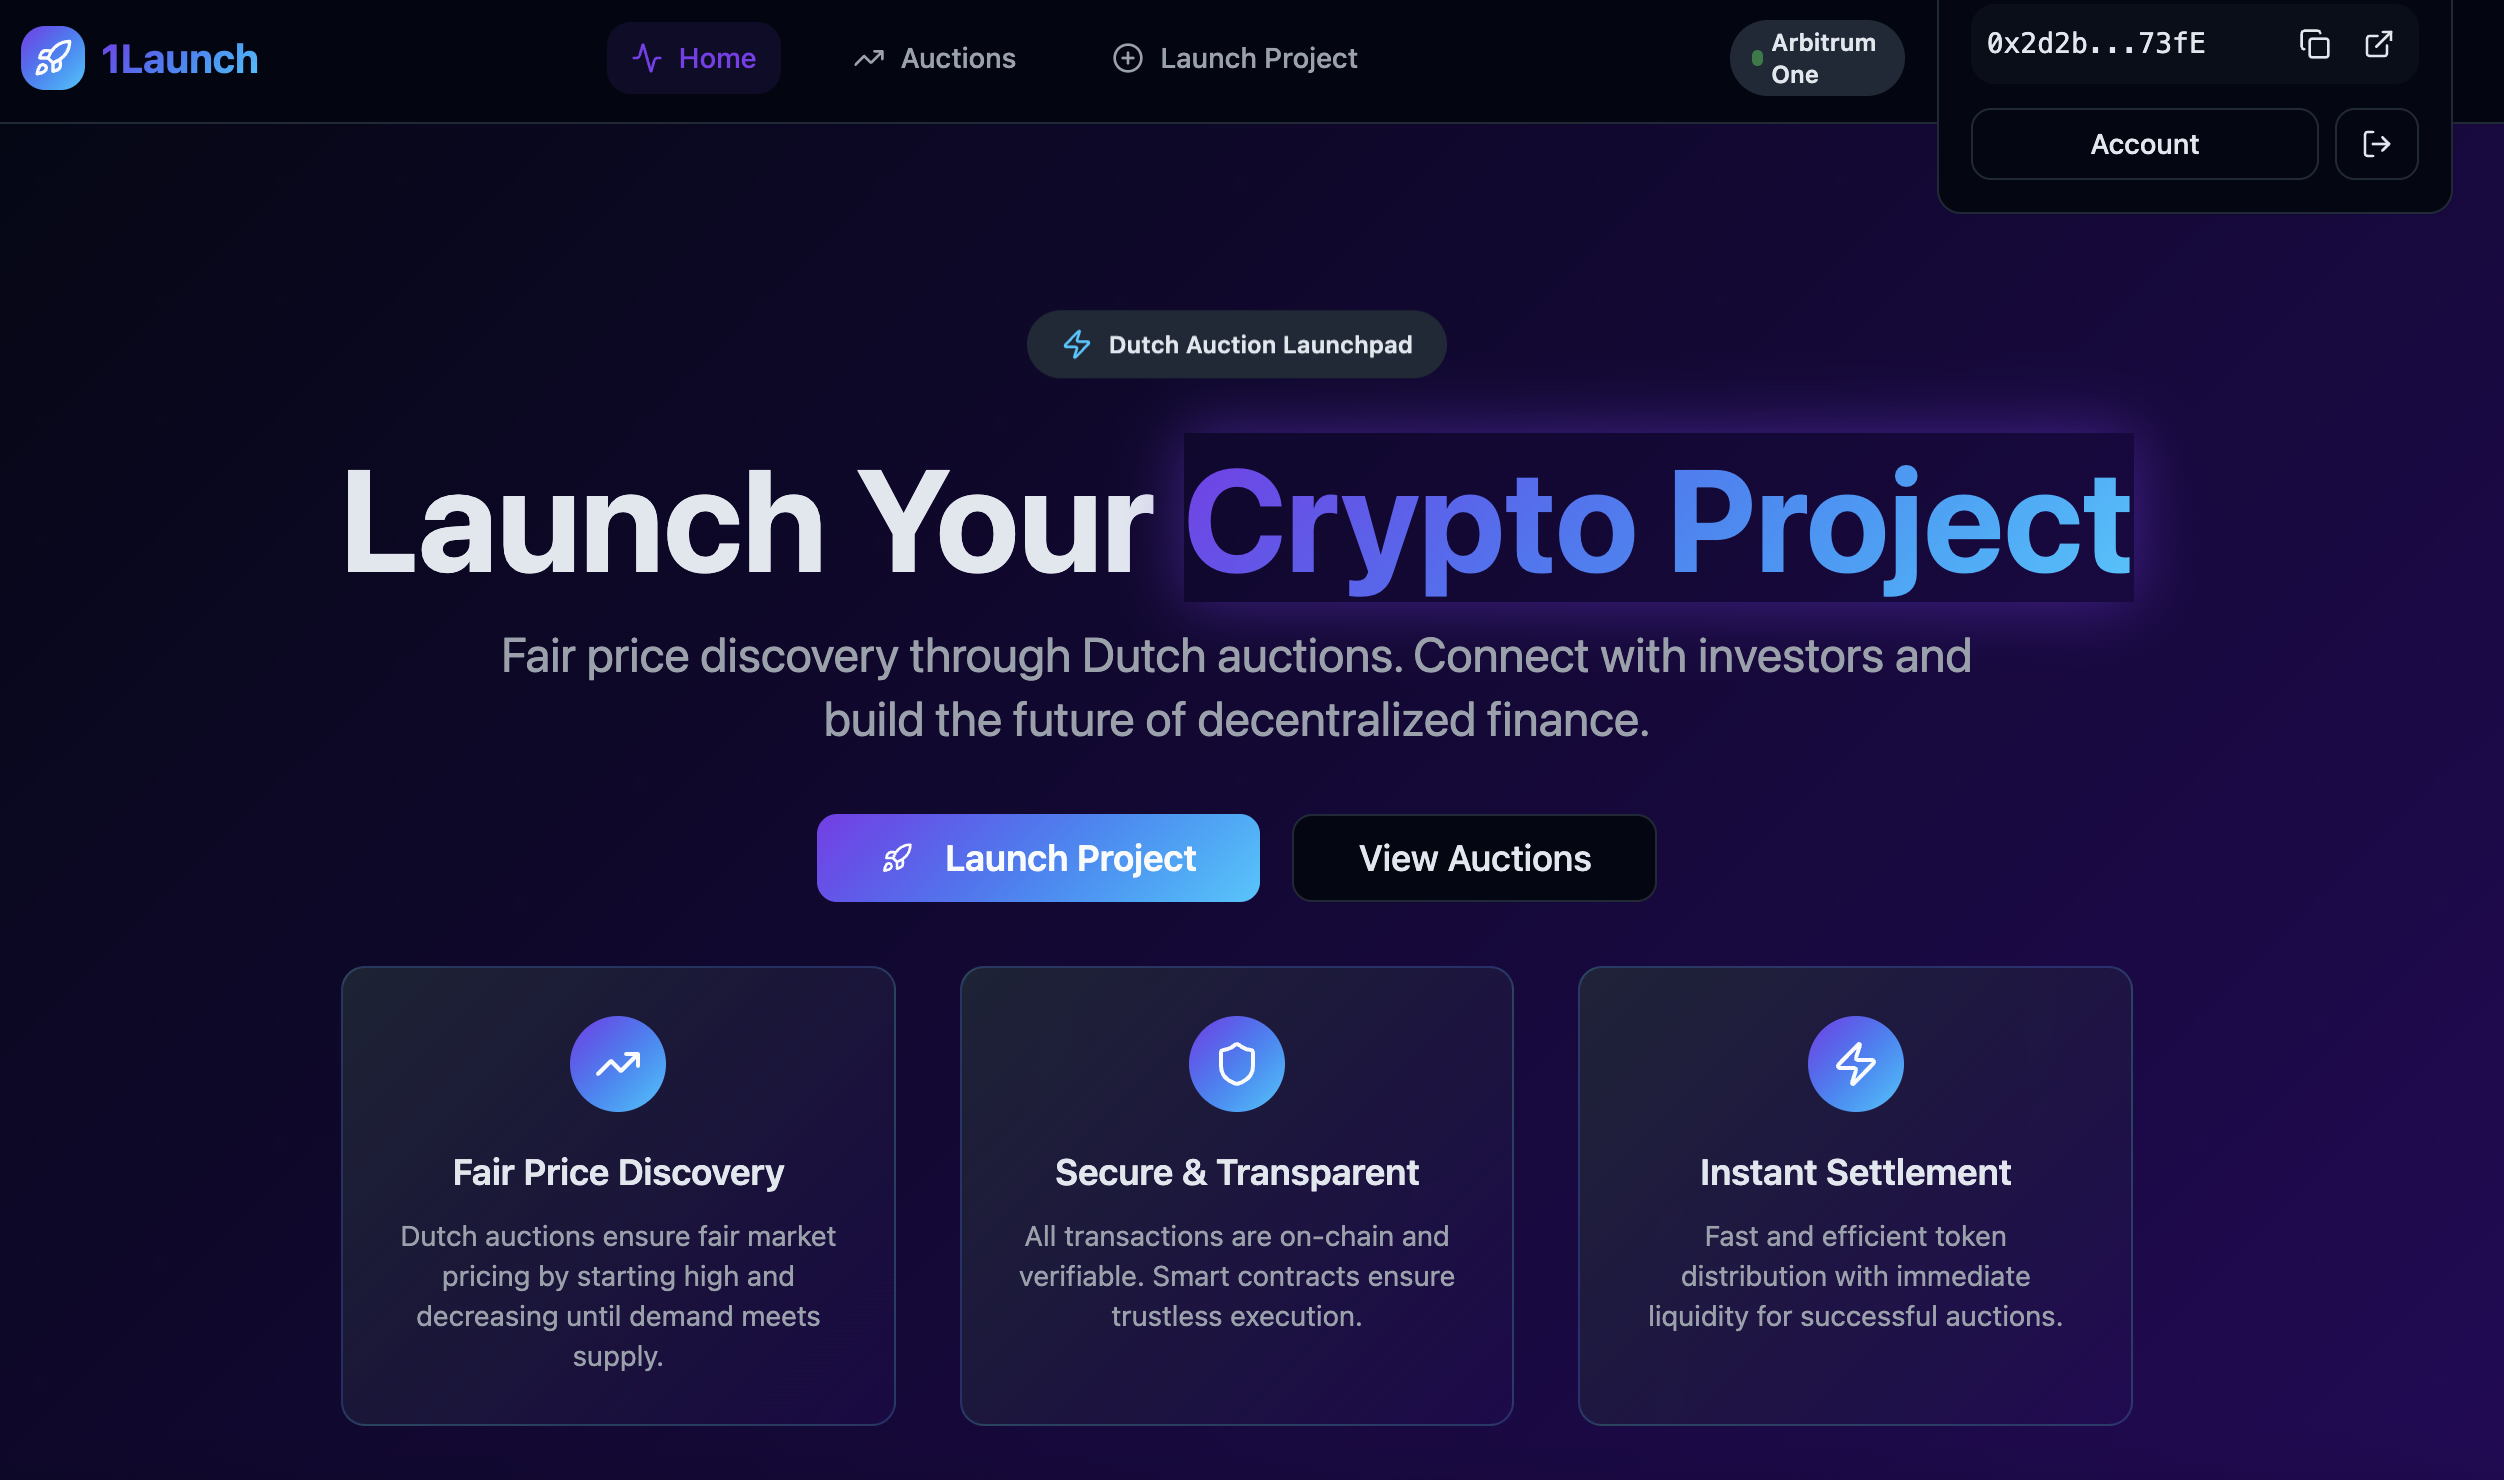 1Launch
Home
Auctions
Launch Project
Arbitrum
One
0x2d2b...73fE
Account
Dutch Auction Launchpad
Launch Your Crypto Project
Fair price discovery through Dutch auctions. Connect with investors and
build the future of decentralized finance.
Launch Project
View Auctions
Fair Price Discovery
Dutch auctions ensure fair market
pricing by starting high and
decreasing until demand meets
supply.
Secure & Transparent
All transactions are on-chain and
verifiable. Smart contracts ensure
trustless execution.
Instant Settlement
Fast and efficient token
distribution with immediate
liquidity for successful auctions.